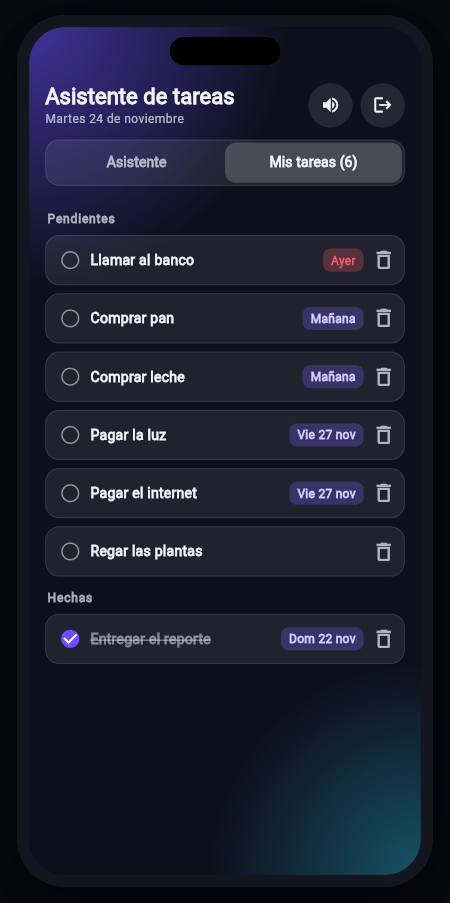 Asistente de tareas
Martes 24 de noviembre
Asistente
Mis tareas (6)
Pendientes
Llamar al banco Ayer
Comprar pan Mañana
Comprar leche Mañana
Pagar la luz Vie 27 nov
Pagar el internet Vie 27 nov
Regar las plantas
Hechas
Entregar el reporte Dom 22 nov